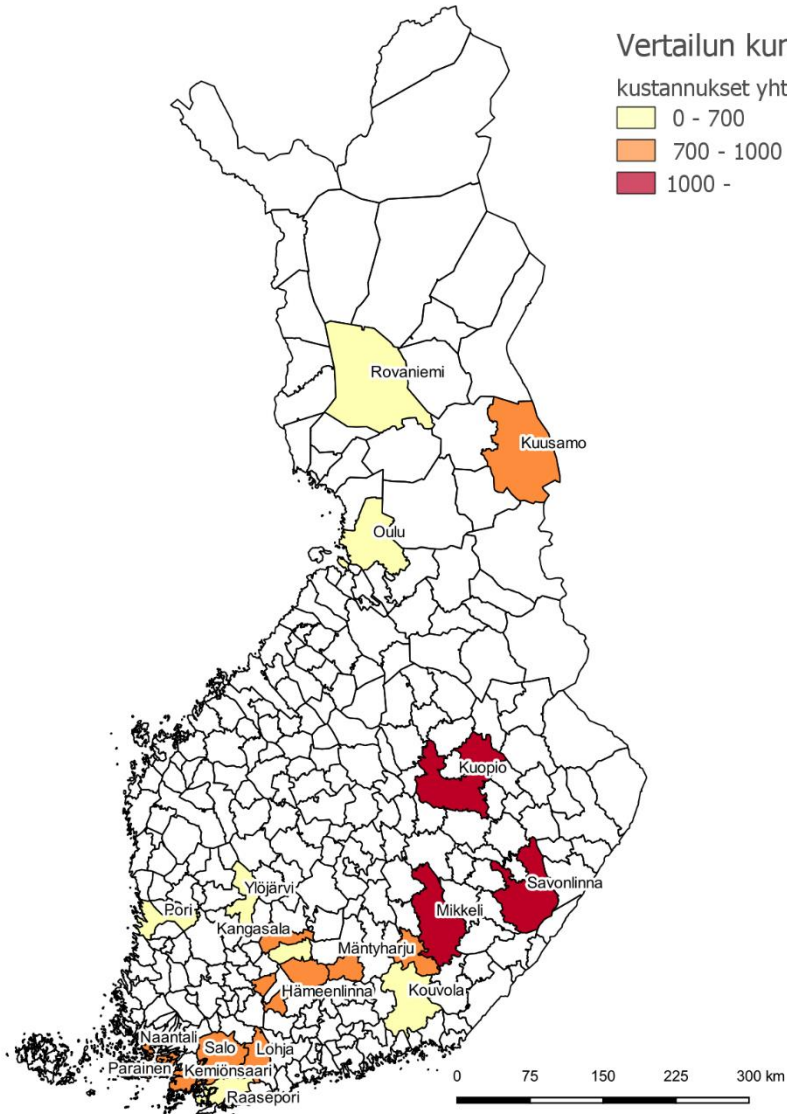 Vertailun kun
kustannukset yht
0 - 700
700 - 1000
1000 -
Rovaniemi
Kuusamo
Oulu
Kuopio
Ylöjärvi
Savonlinna
Pori
Mikkeli
Kangasala
Mäntyharju
Hämeenlinna
Kouvola
Naantali
Salo
Lohja
Parainen
Kemiönsaari
Raasepori
0 75 150 225 300 km